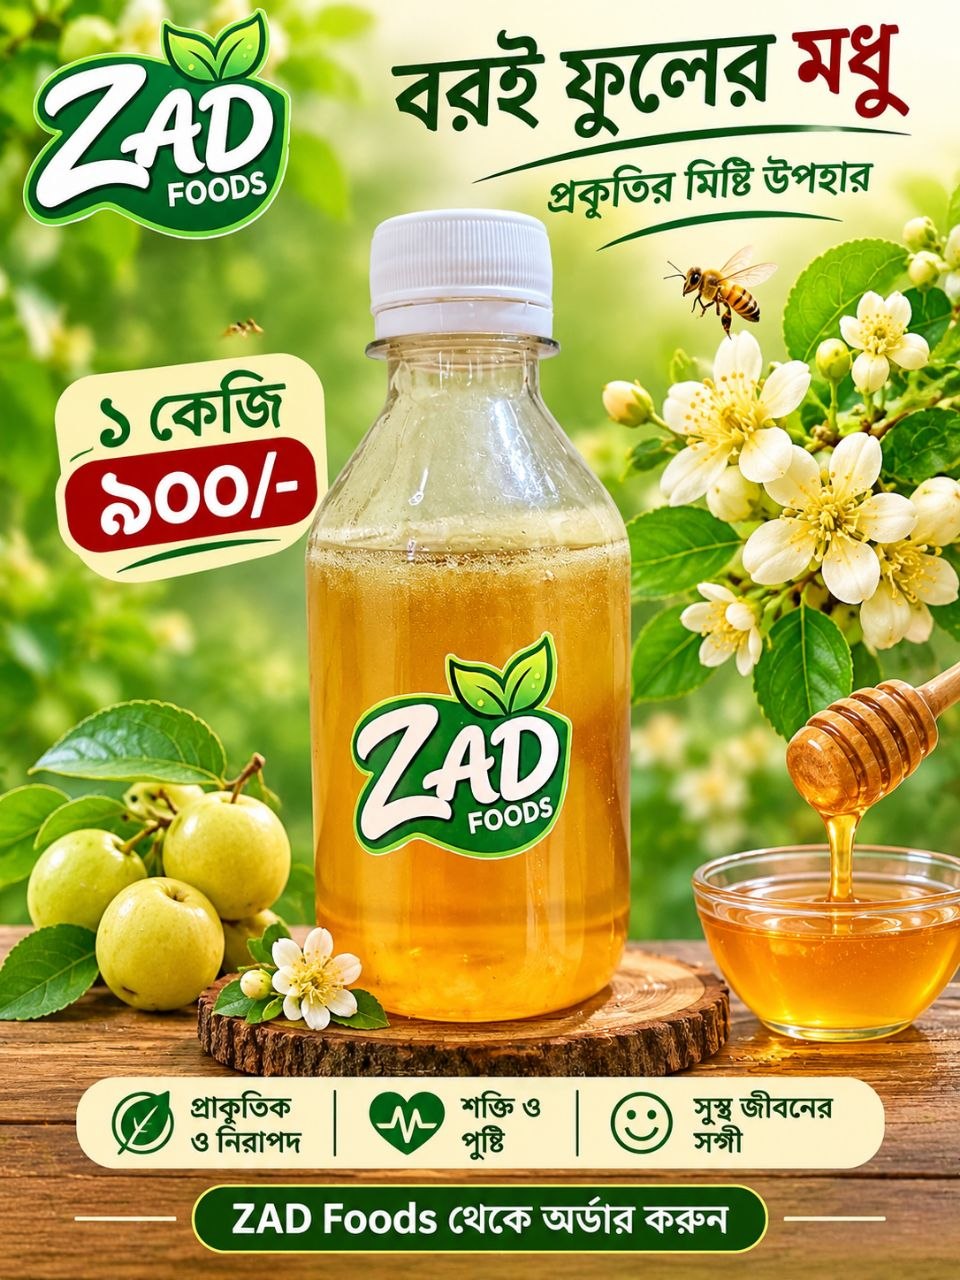 ZAD
FOODS
বরই ফুলের মধু
প্রকৃতির মিষ্টি উপহার
১ কেজি
৯০০/-
ZAD
FOODS
প্রাকৃতিক
ও নিরাপদ
শক্তি ও
পুষ্টি
সুস্থ জীবনের
সঙ্গী
ZAD Foods থেকে অর্ডার করুন